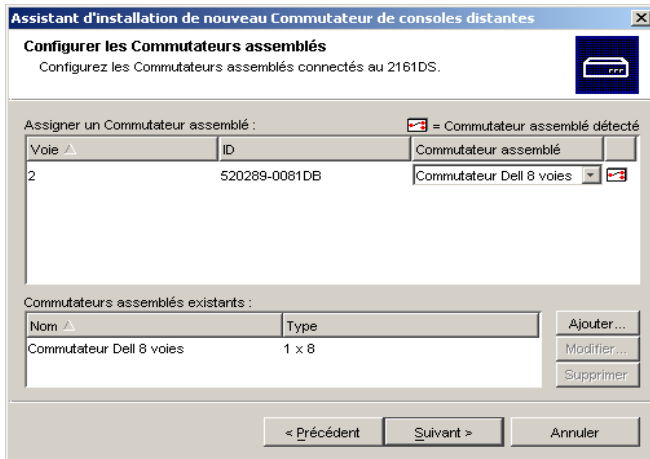 Assistant d'installation de nouveau Commutateur de consoles distantes
Configurer les Commutateurs assemblés
Configurez les Commutateurs assemblés connectés au 2161DS.
Assigner un Commutateur assemblé : = Commutateur assemblé détecté
Voie ID Commutateur assemblé
2 520289-0081DB Commutateur Dell 8 voies
Commutateurs assemblés existants :
Nom Type
Commutateur Dell 8 voies 1 x 8
Ajouter...
Modifier...
Supprimer
< Précédent Suivant > Annuler